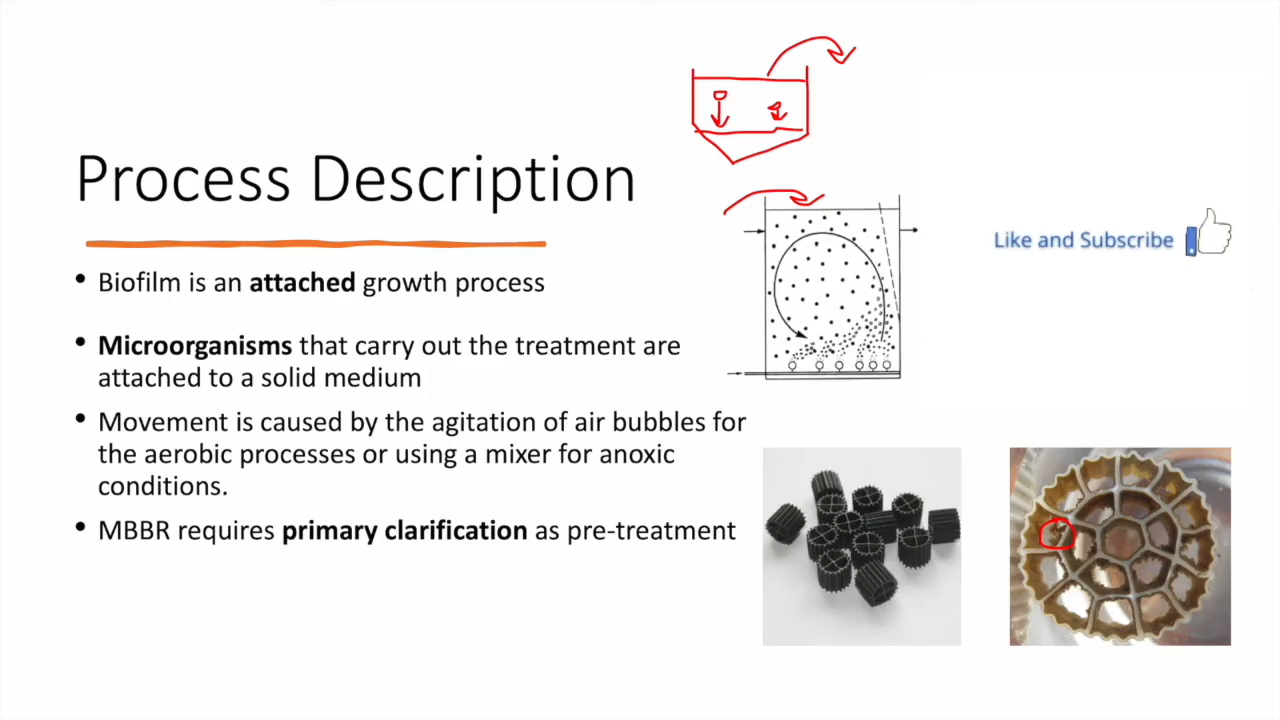 Process Description
• Biofilm is an attached growth process
• Microorganisms that carry out the treatment are
attached to a solid medium
• Movement is caused by the agitation of air bubbles for
the aerobic processes or using a mixer for anoxic
conditions.
• MBBR requires primary clarification as pre-treatment
Like and Subscribe